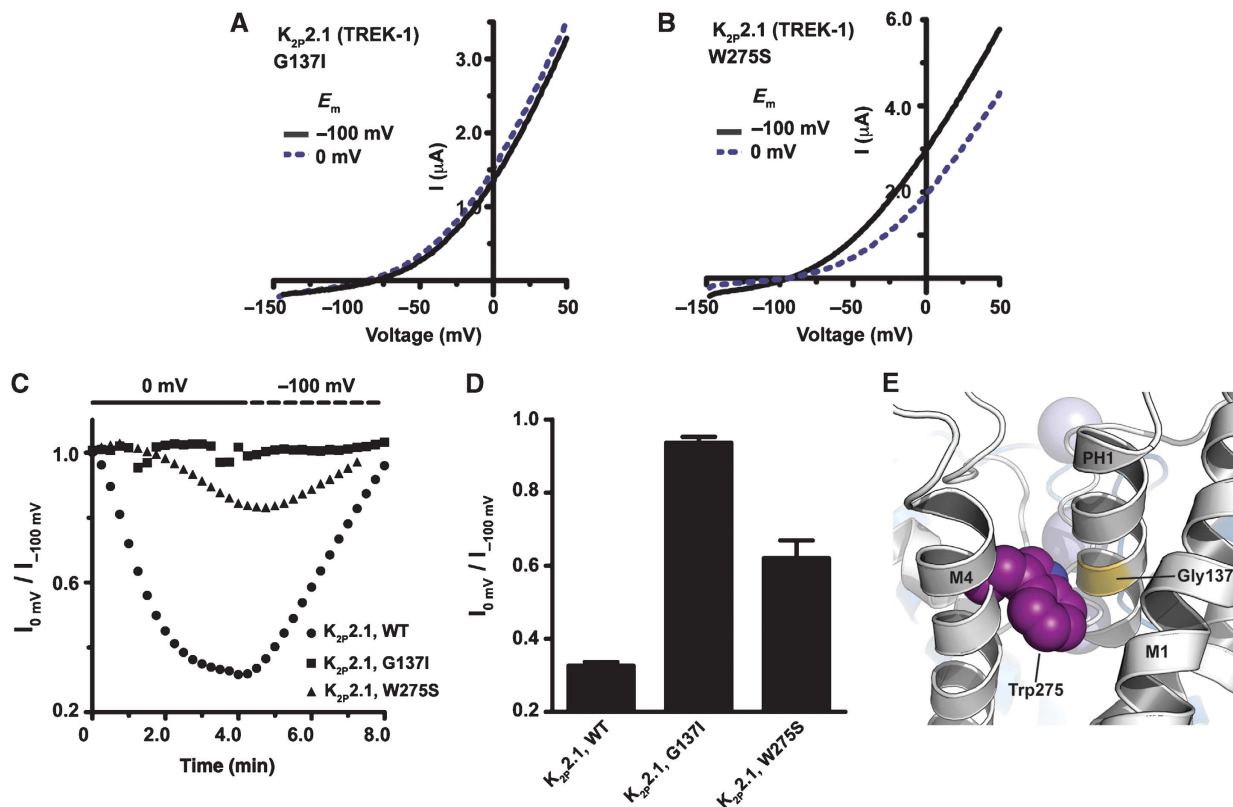 A
K2P2.1 (TREK-1)
G137I
Em
−100 mV
0 mV
I (μA)
3.0
2.0
1.0
−150
−100
−50
0
50
Voltage (mV)
B
K2P2.1 (TREK-1)
W275S
Em
−100 mV
0 mV
I (μA)
6.0
4.0
2.0
−150
−100
−50
0
50
Voltage (mV)
C
0 mV
−100 mV
I0 mV / I−100 mV
1.0
0.6
0.2
K2P2.1, WT
K2P2.1, G137I
K2P2.1, W275S
0
2.0
4.0
6.0
8.0
Time (min)
D
I0 mV / I−100 mV
1.0
0.8
0.6
0.4
0.2
K2P2.1, WT
K2P2.1, G137I
K2P2.1, W275S
E
PH1
M4
Gly137
M1
Trp275